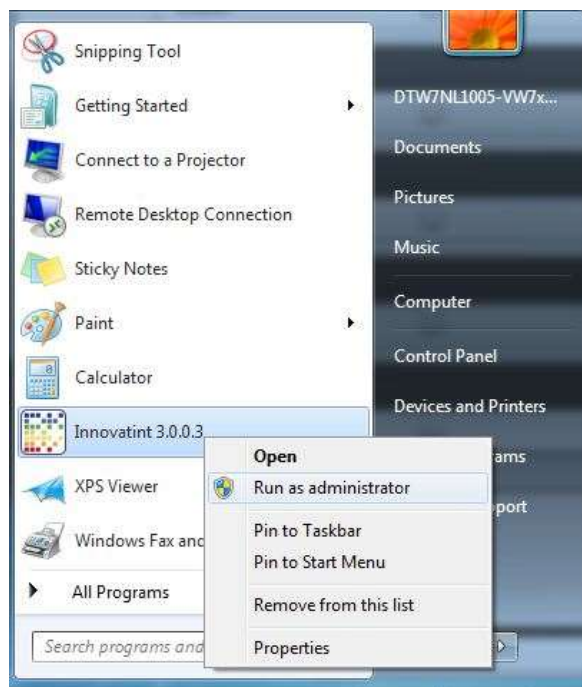 Snipping Tool
Getting Started
Connect to a Projector
Remote Desktop Connection
Sticky Notes
Paint
Calculator
Innovatint 3.0.0.3
XPS Viewer
Windows Fax and
All Programs
Search programs and
DTW7NL1005-VW7x...
Documents
Pictures
Music
Computer
Control Panel
Devices and Printers
ams
port
Open
Run as administrator
Pin to Taskbar
Pin to Start Menu
Remove from this list
Properties